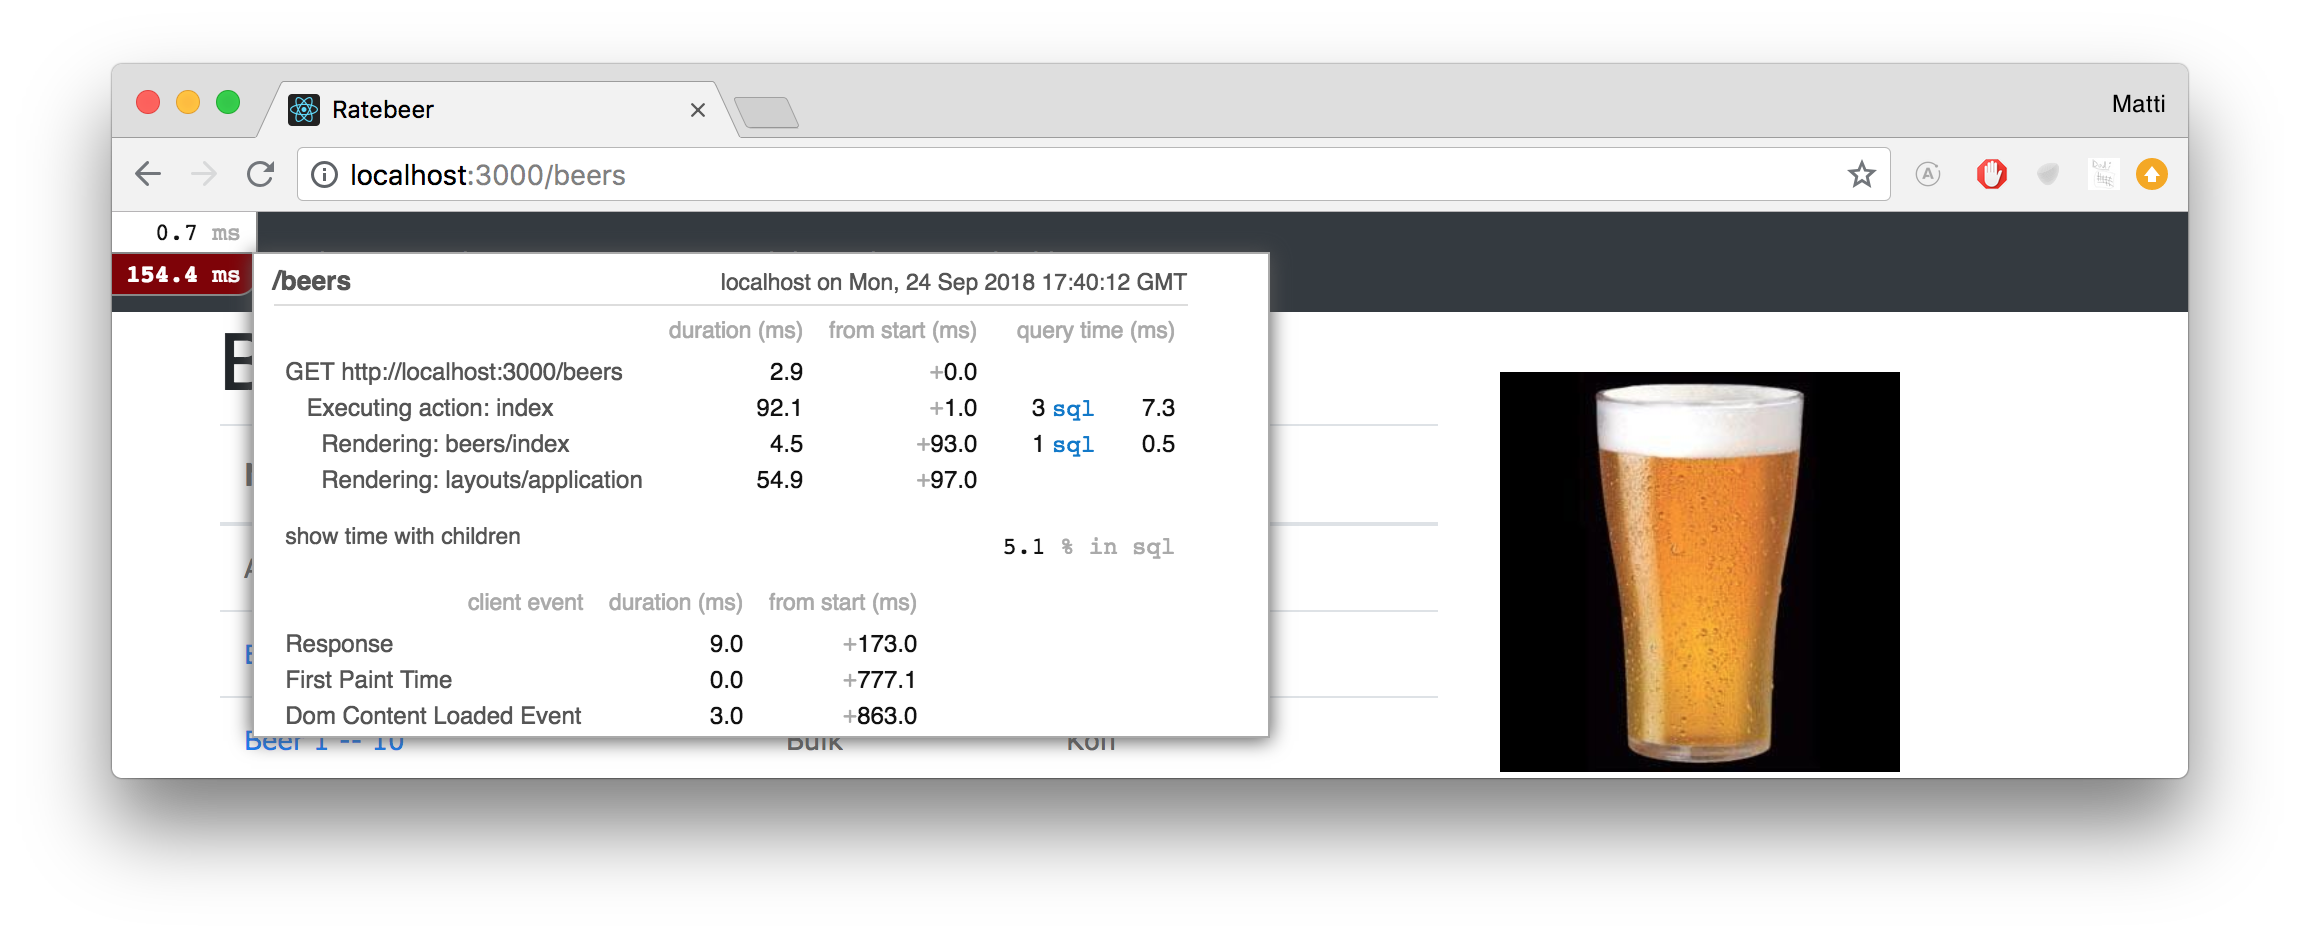 Ratebeer
Matti
localhost:3000/beers
0.7 ms
154.4 ms
/beers localhost on Mon, 24 Sep 2018 17:40:12 GMT
duration (ms) from start (ms) query time (ms)
GET http://localhost:3000/beers 2.9 +0.0
Executing action: index 92.1 +1.0 3 sql 7.3
Rendering: beers/index 4.5 +93.0 1 sql 0.5
Rendering: layouts/application 54.9 +97.0
show time with children
5.1 % in sql
client event duration (ms) from start (ms)
Response 9.0 +173.0
First Paint Time 0.0 +777.1
Dom Content Loaded Event 3.0 +863.0
Beer 1 -- 10 Bulk Koff